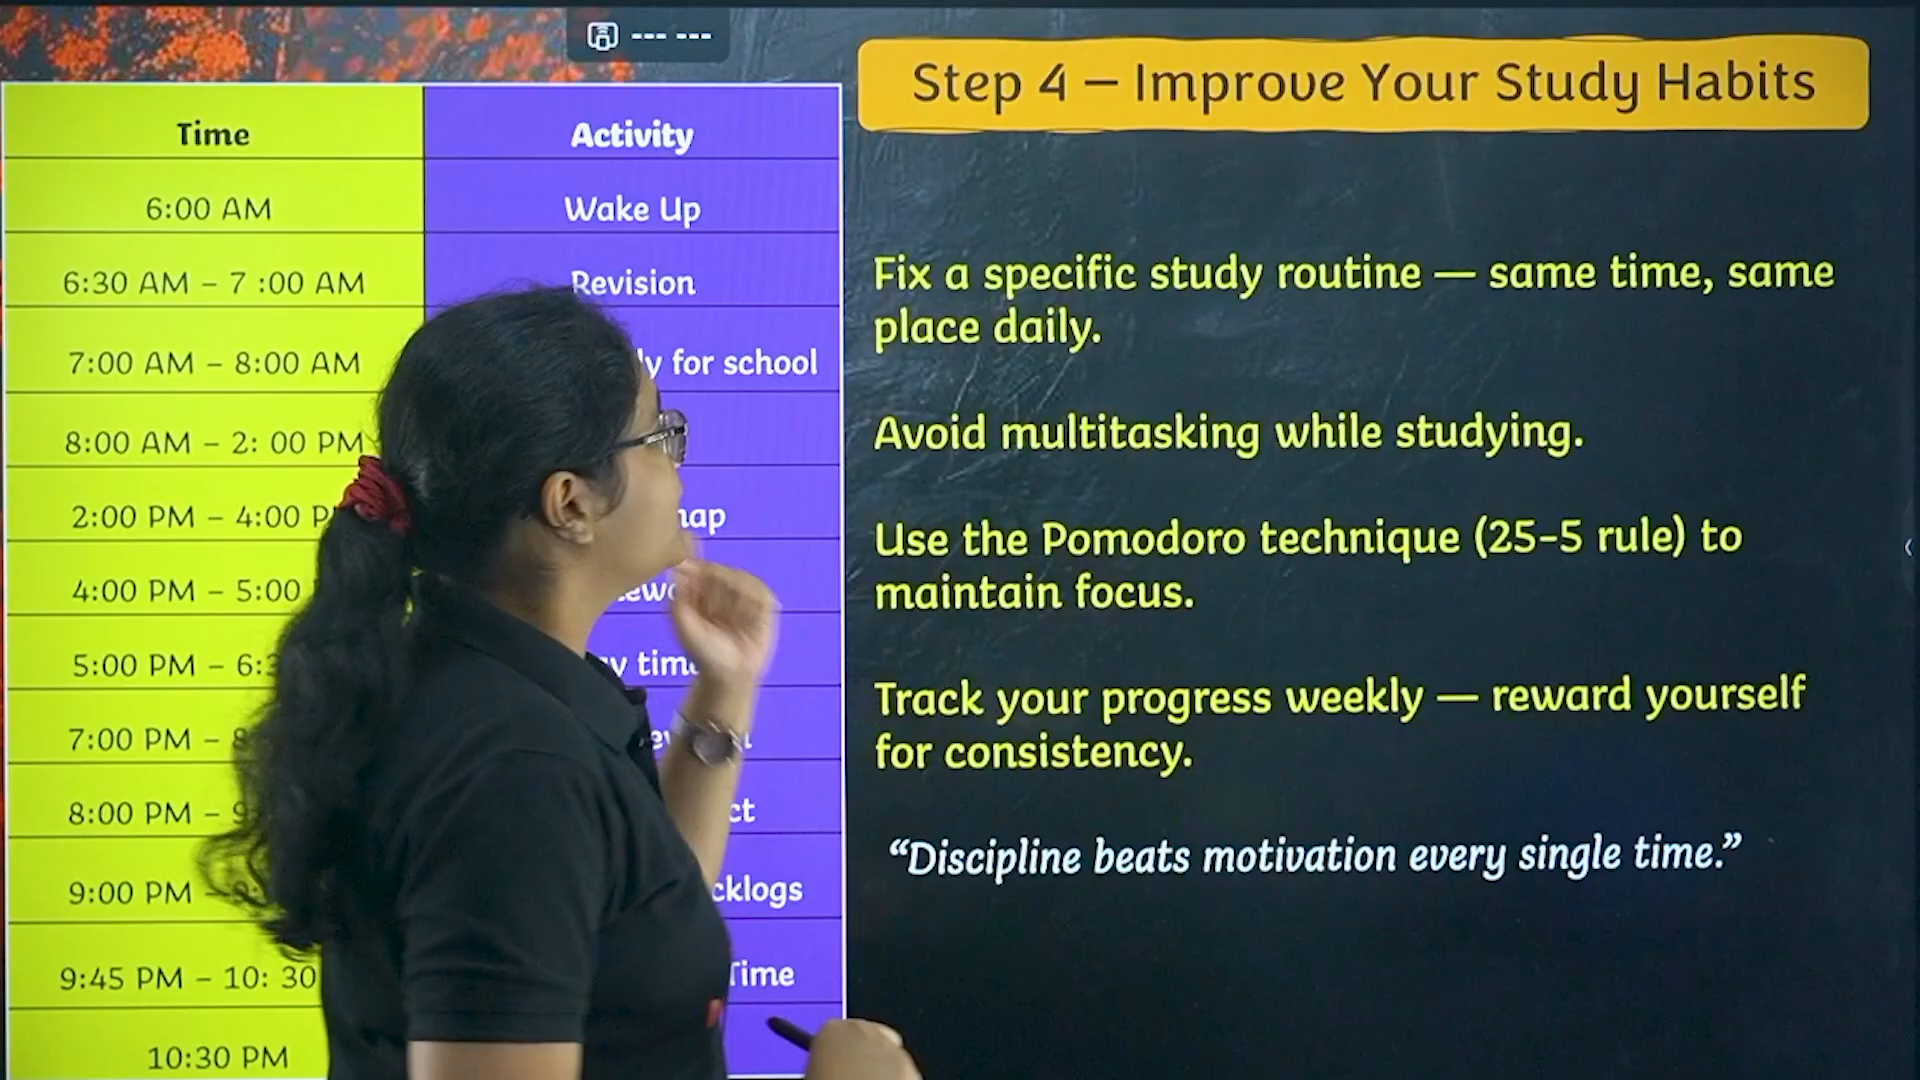 --- ---
Step 4 – Improve Your Study Habits
Time Activity
6:00 AM Wake Up
6:30 AM – 7 :00 AM Revision
7:00 AM – 8:00 AM for school
8:00 AM – 2: 00 PM
2:00 PM – 4:00
4:00 PM – 5:00
5:00 PM – time
7:00 PM –
8:00 PM –
9:00 PM –
9:45 PM – 10: 30 Time
10:30 PM
Fix a specific study routine — same time, same
place daily.
Avoid multitasking while studying.
Use the Pomodoro technique (25-5 rule) to
maintain focus.
Track your progress weekly — reward yourself
for consistency.
“Discipline beats motivation every single time.”